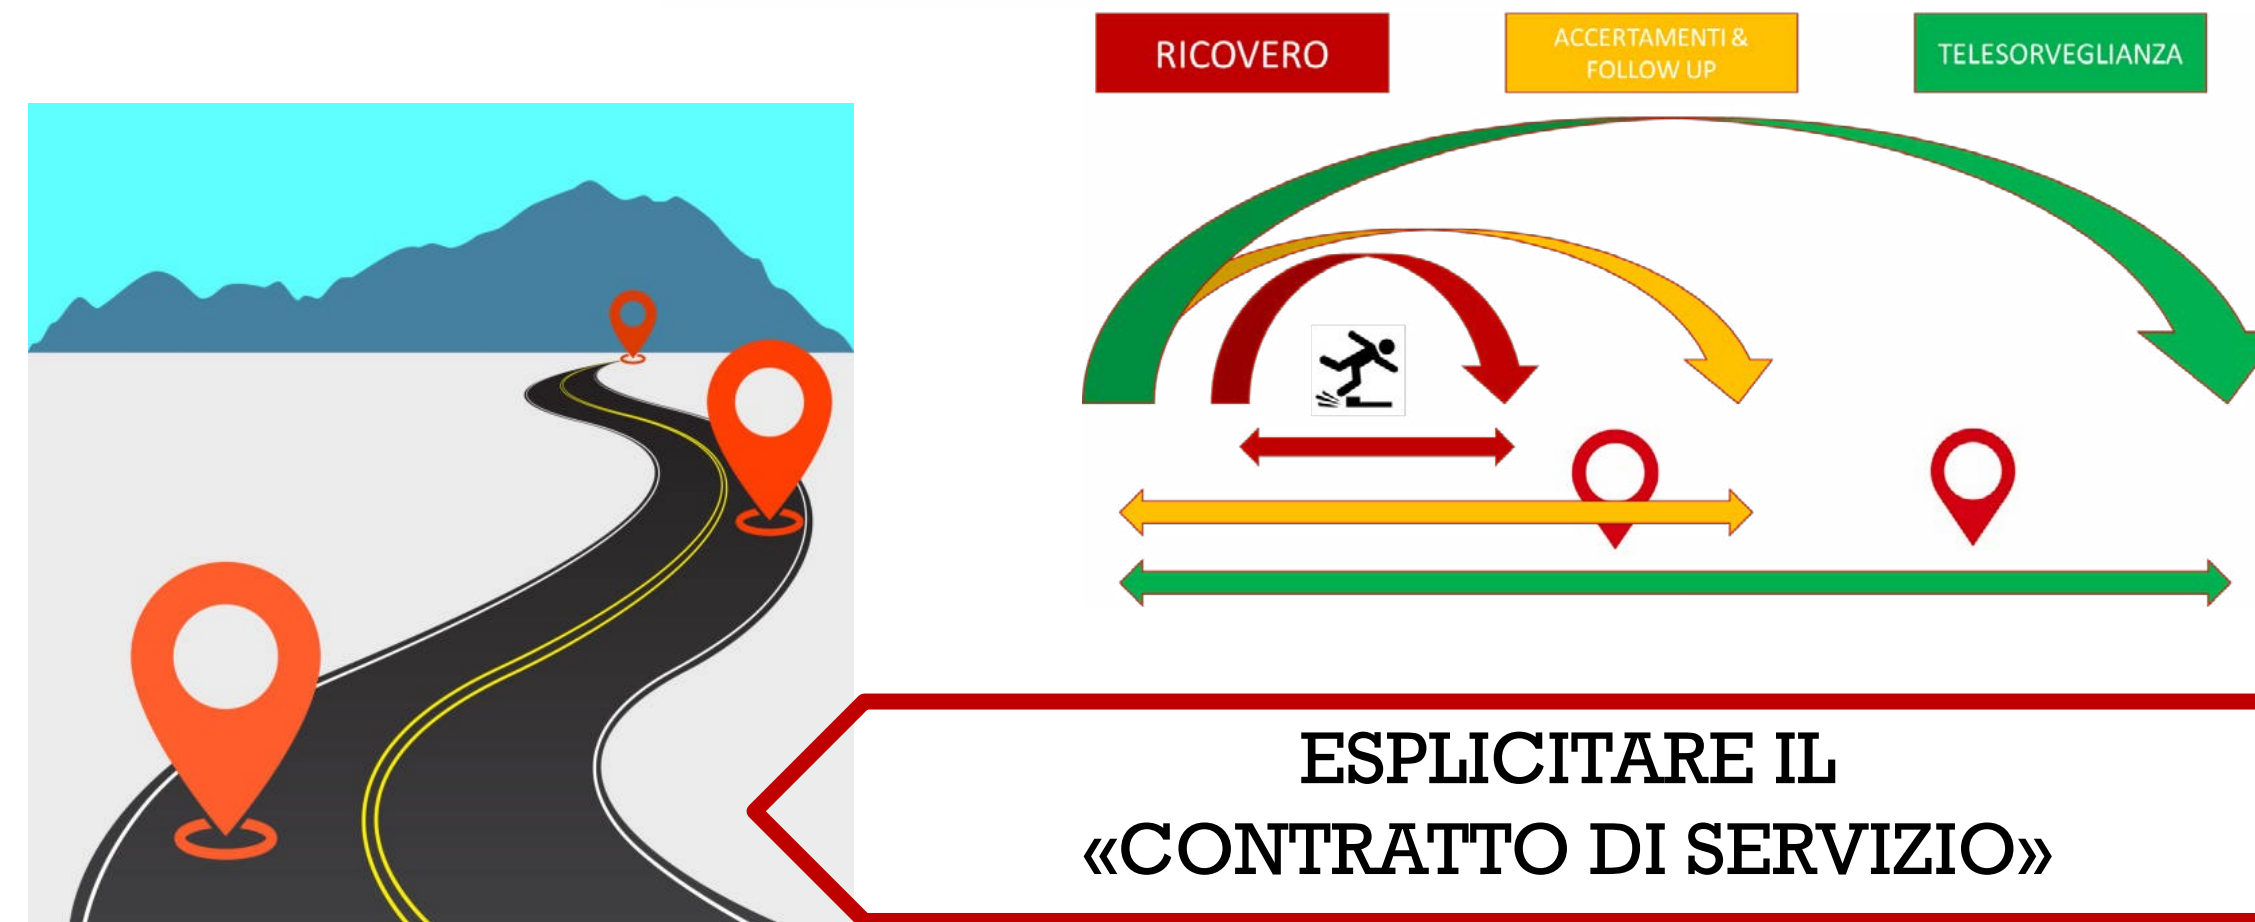 RICOVERO
ACCERTAMENTI &
FOLLOW UP
TELESORVEGLIANZA
ESPLICITARE IL
«CONTRATTO DI SERVIZIO»